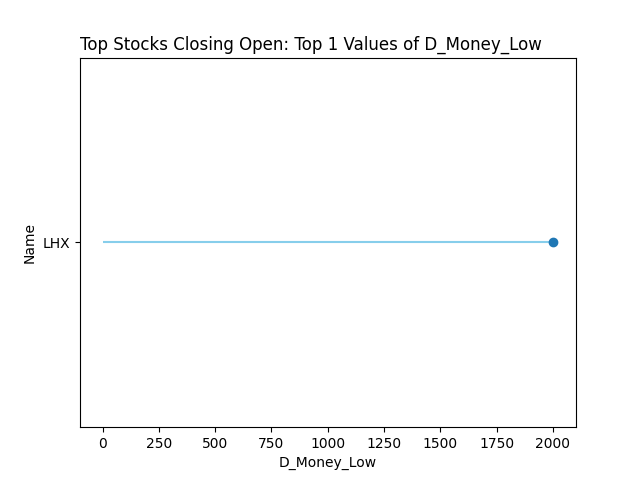 Top Stocks Closing Open: Top 1 Values of D_Money_Low
Name
LHX
0 250 500 750 1000 1250 1500 1750 2000
D_Money_Low